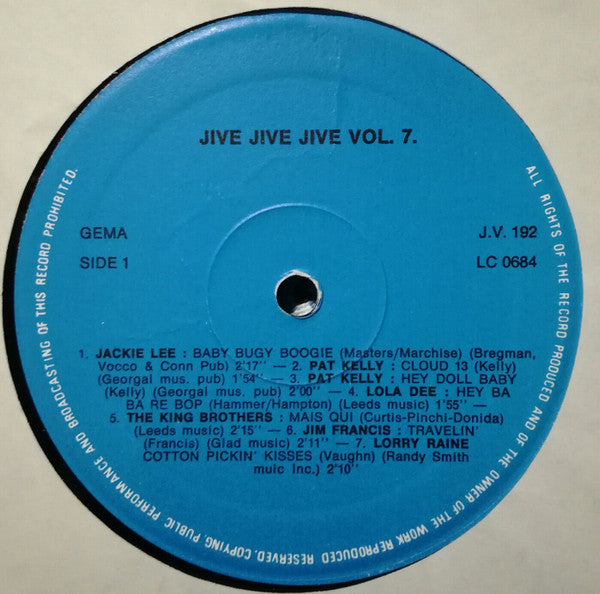 JIVE JIVE JIVE VOL. 7.
GEMA
J.V. 192
SIDE 1
LC 0684
1. JACKIE LEE : BABY BUGY BOOGIE (Masters/Marchise) (Bregman,
Vocco & Conn Pub) 2'17'' — 2. PAT KELLY : CLOUD 13 (Kelly)
(Georgal mus. pub) 1'54'' — 3. PAT KELLY : HEY DOLL BABY
(Kelly) (Georgal mus. pub) 2'00'' — 4. LOLA DEE : HEY BA
BA RE BOP (Hammer/Hampton) (Leeds music) 1'55'' —
5. THE KING BROTHERS : MAIS QUI (Curtis-Pinchi-Donida)
(Leeds music) 2'15'' — 6. JIM FRANCIS : TRAVELIN'
(Francis) (Glad music) 2'11'' — 7. LORRY RAINE
COTTON PICKIN' KISSES (Vaughn) (Randy Smith
muic Inc.) 2'10''
ALL RIGHTS OF THE RECORD PRODUCED AND OF THE OWNER OF THE WORK REPRODUCED RESERVED. COPYING, PUBLIC PERFORMANCE AND BROADCASTING OF THIS RECORD PROHIBITED.